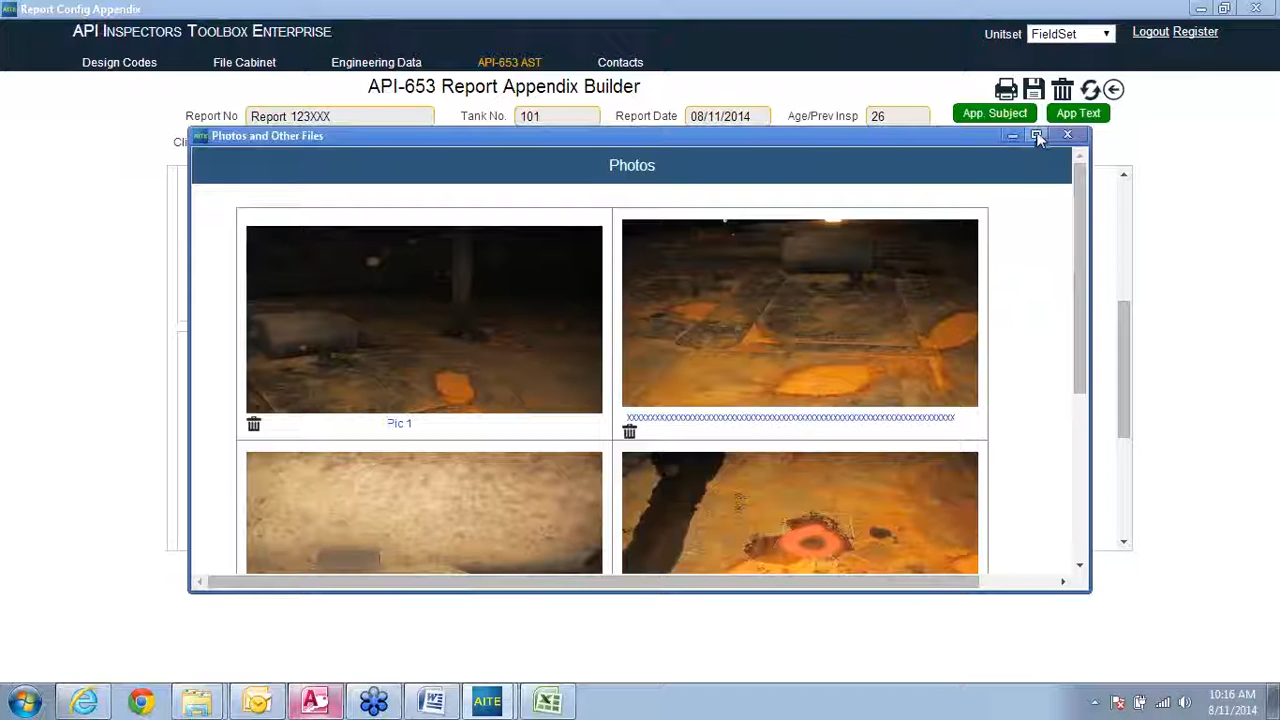 Report Config Appendix
API INSPECTORS TOOLBOX ENTERPRISE
Unitset FieldSet Logout Register
Design Codes File Cabinet Engineering Data API-653 AST Contacts
API-653 Report Appendix Builder
Report No Report 123XXX Tank No. 101 Report Date 08/11/2014 Age/Prev Insp 26 App. Subject App Text
AITE Photos and Other Files
Photos
Pic 1
AITE
10:16 AM
8/11/2014